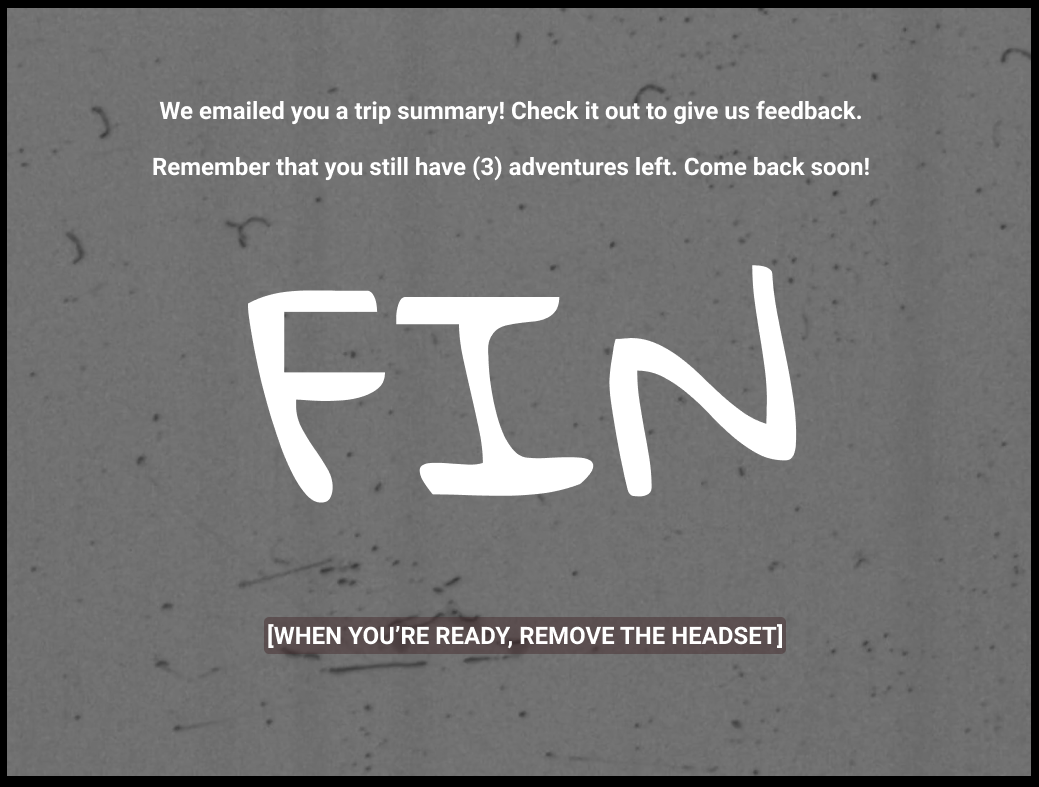 We emailed you a trip summary! Check it out to give us feedback.
Remember that you still have (3) adventures left. Come back soon!
FIN
[WHEN YOU’RE READY, REMOVE THE HEADSET]